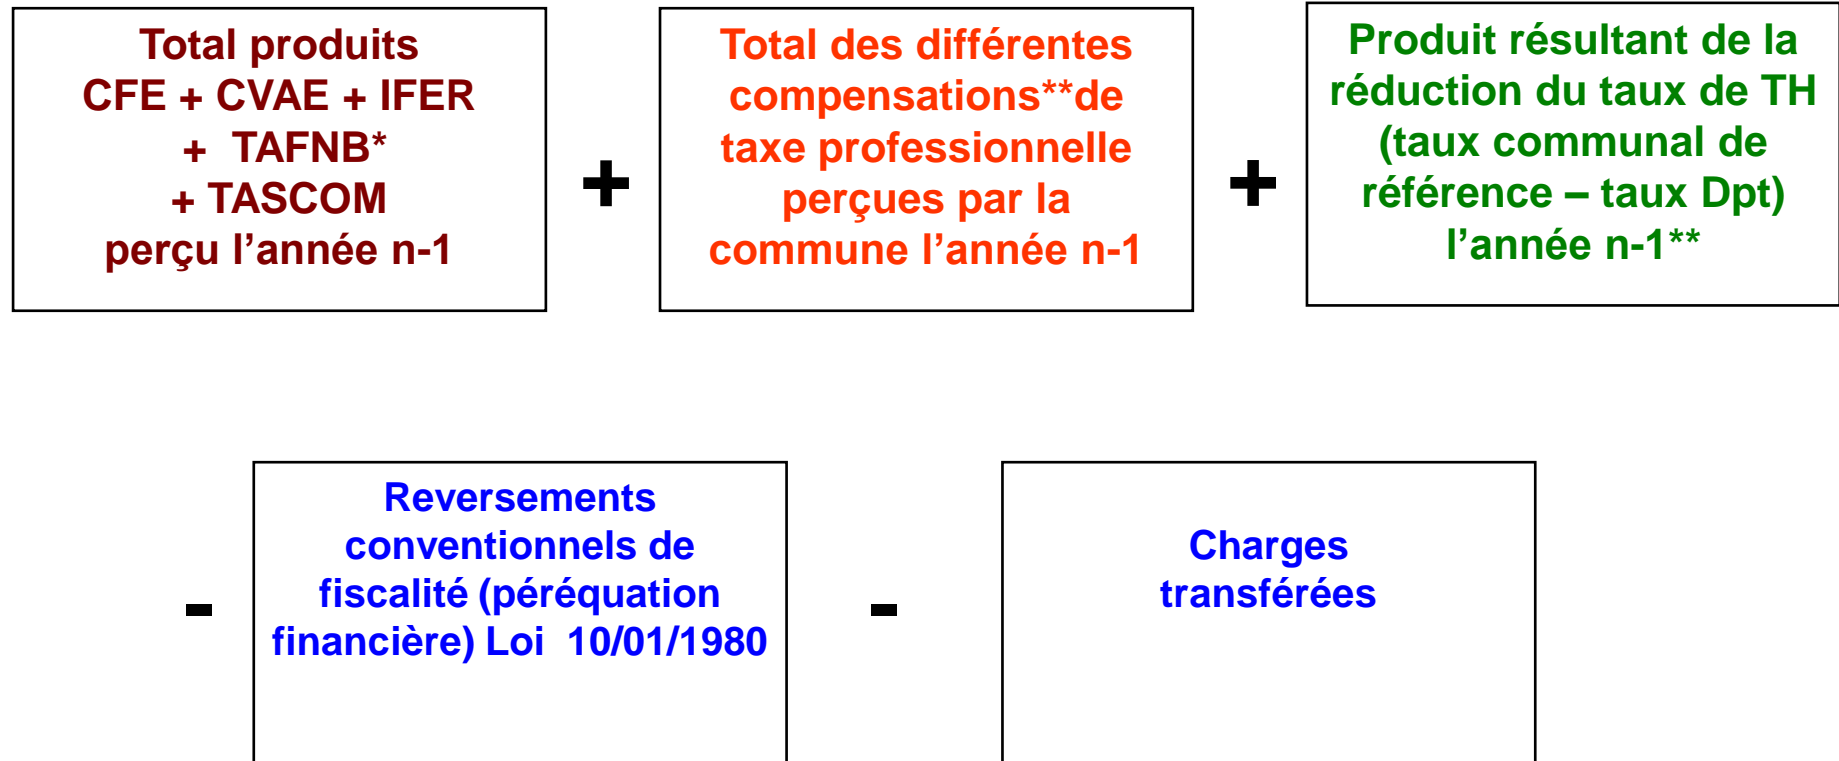 Total produits
CFE + CVAE + IFER
+ TAFNB*
+ TASCOM
perçu l'année n-1
+
Total des différentes
compensations**de
taxe professionnelle
perçues par la
commune l'année n-1
+
Produit résultant de la
réduction du taux de TH
(taux communal de
référence – taux Dpt)
l'année n-1**
-
Reversements
conventionnels de
fiscalité (péréquation
financière) Loi 10/01/1980
-
Charges
transférées